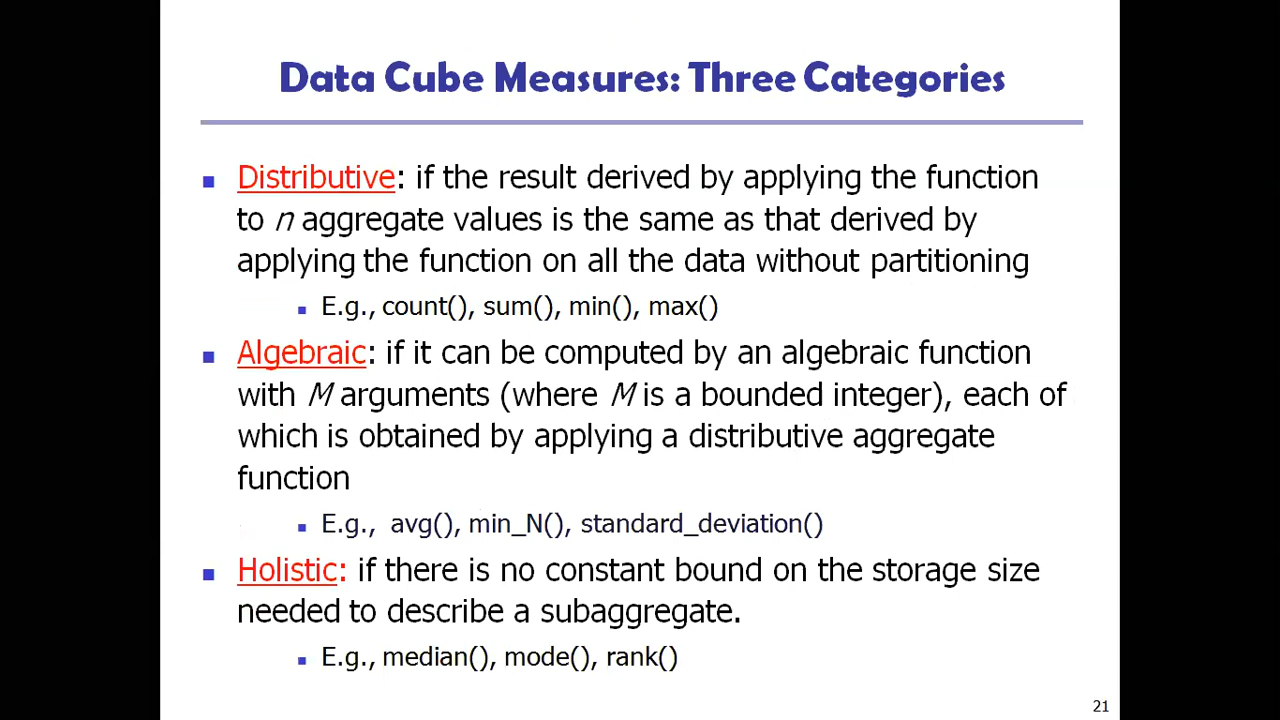 Data Cube Measures: Three Categories
Distributive: if the result derived by applying the function
to n aggregate values is the same as that derived by
applying the function on all the data without partitioning
E.g., count(), sum(), min(), max()
Algebraic: if it can be computed by an algebraic function
with M arguments (where M is a bounded integer), each of
which is obtained by applying a distributive aggregate
function
E.g., avg(), min_N(), standard_deviation()
Holistic: if there is no constant bound on the storage size
needed to describe a subaggregate.
E.g., median(), mode(), rank()
21